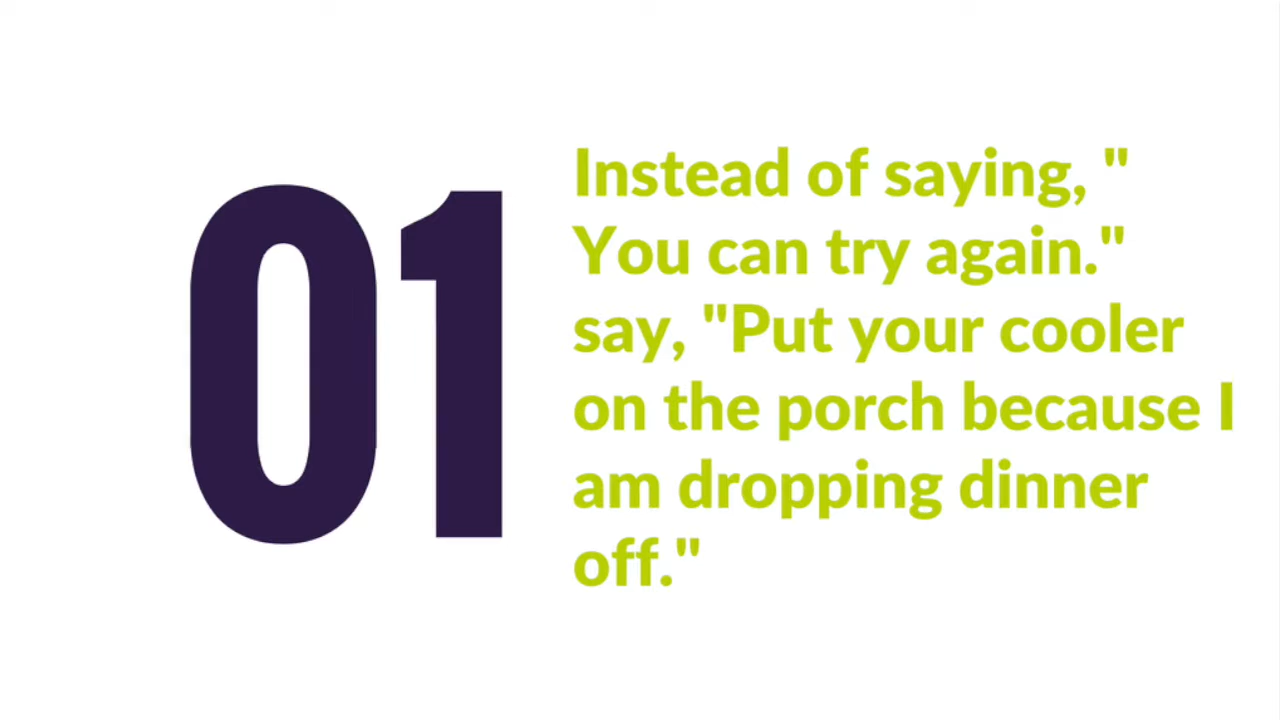 01
Instead of saying, "
You can try again."
say, "Put your cooler
on the porch because I
am dropping dinner
off."